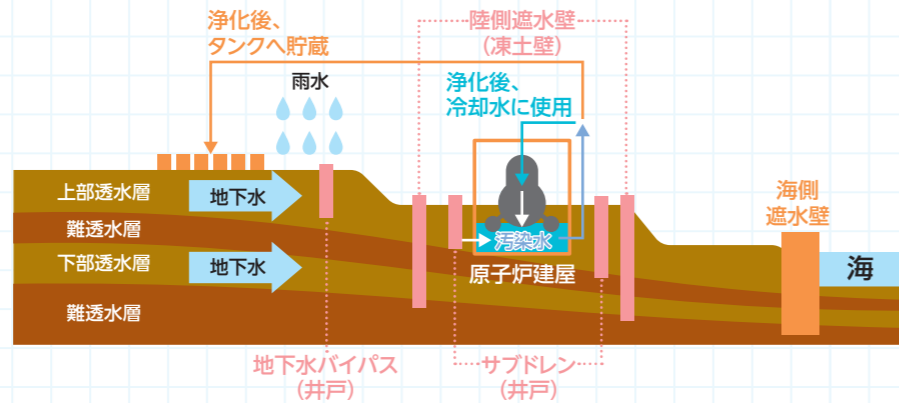 浄化後、
タンクへ貯蔵
雨水
陸側遮水壁
（凍土壁）
浄化後、
冷却水に使用
上部透水層
地下水
難透水層
下部透水層
地下水
難透水層
汚染水
原子炉建屋
海側
遮水壁
海
地下水バイパス
（井戸）
サブドレン
（井戸）